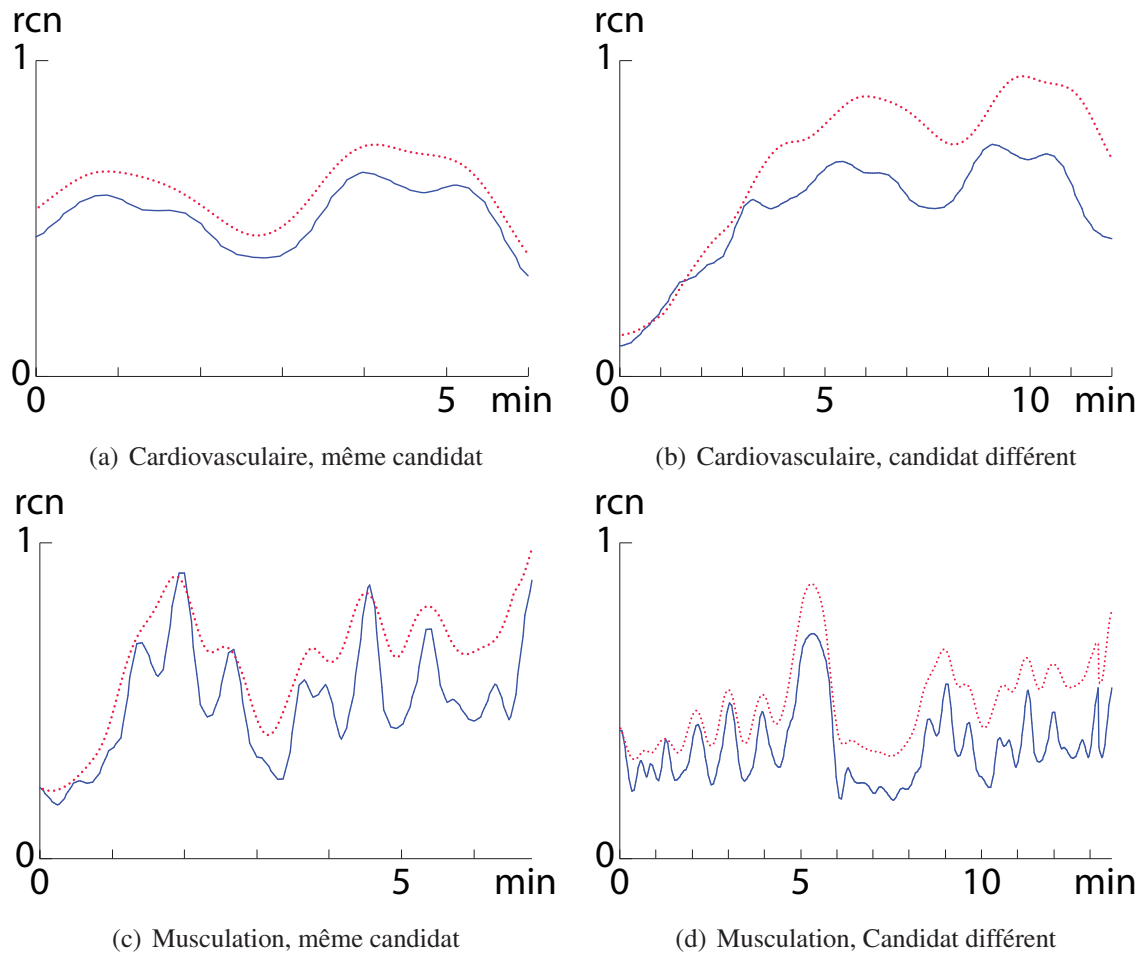 rcn
1
0
0 5 min
(a) Cardiovasculaire, même candidat
rcn
1
0
0 5 10 min
(b) Cardiovasculaire, candidat différent
rcn
1
0
0 5 min
(c) Musculation, même candidat
rcn
1
0
0 5 10 min
(d) Musculation, Candidat différent